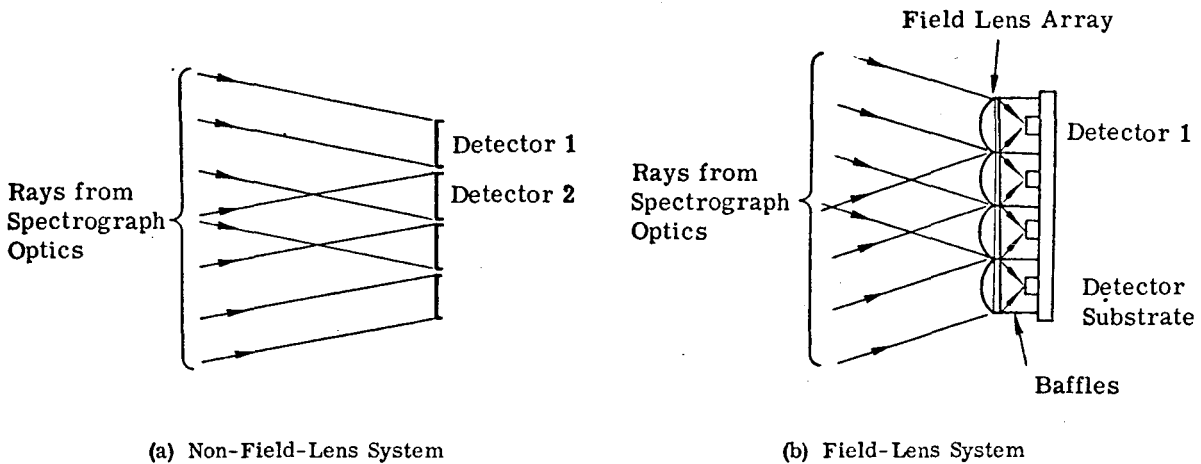 Rays from
Spectrograph
Optics
Detector 1
Detector 2
(a) Non-Field-Lens System
Field Lens Array
Rays from
Spectrograph
Optics
Detector 1
Detector
Substrate
Baffles
(b) Field-Lens System